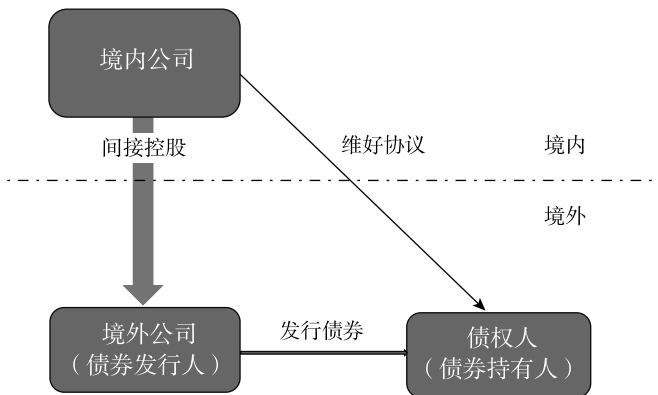 境内公司
间接控股
维好协议
境内
境外
境外公司
（债券发行人）
发行债券
债权人
（债券持有人）